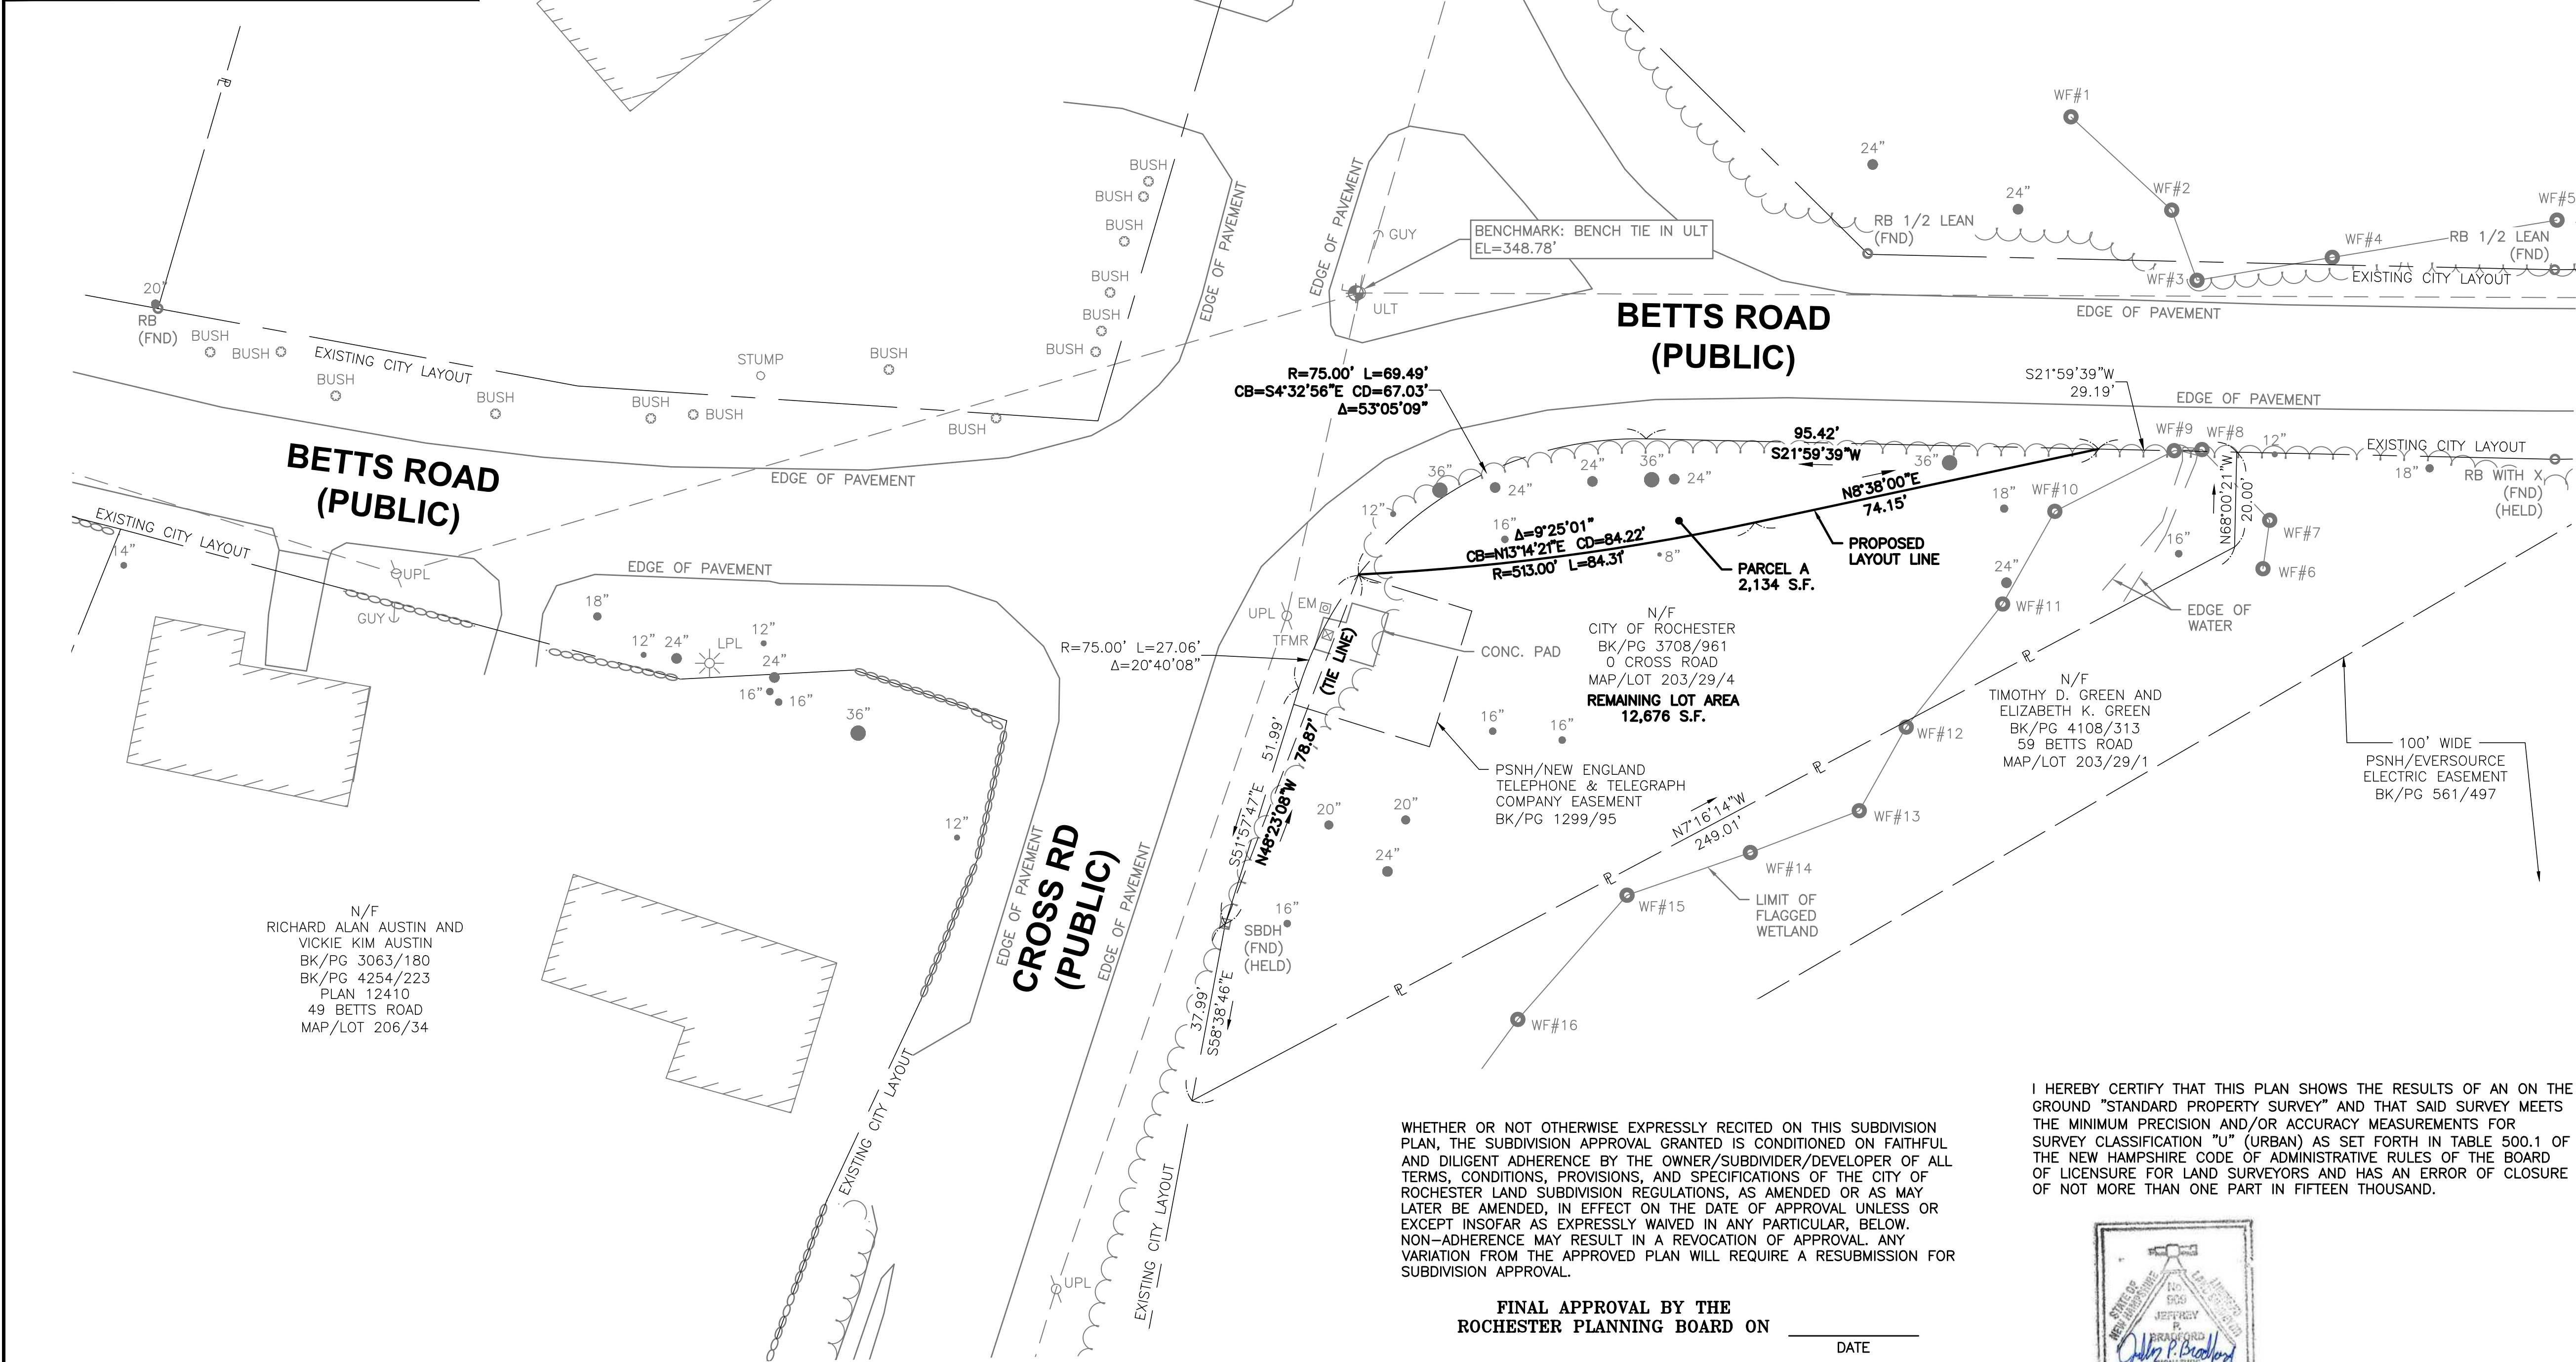 WF#1
24"
24"
WF#2
WF#5
BUSH
BUSH
BUSH
BUSH
BUSH
BUSH
EDGE OF PAVEMENT
EDGE OF PAVEMENT
GUY
BENCHMARK: BENCH TIE IN ULT
EL=348.78'
RB 1/2 LEAN
(FND)
WF#4
RB 1/2 LEAN
(FND)
WF#3
EXISTING CITY LAYOUT
EDGE OF PAVEMENT
ULT
BETTS ROAD
(PUBLIC)
20"
RB
(FND)
BUSH
BUSH
EXISTING CITY LAYOUT
BUSH
BUSH
STUMP
BUSH
BUSH
BUSH
BUSH
R=75.00' L=69.49'
CB=S4°32'56"E CD=67.03'
Δ=53°05'09"
S21°59'39"W
29.19'
EDGE OF PAVEMENT
BETTS ROAD
(PUBLIC)
EDGE OF PAVEMENT
EXISTING CITY LAYOUT
14"
UPL
GUY
95.42'
S21°59'39"W
36"
24"
24"
36"
24"
36"
12"
16"
8"
N8°38'00"E
74.15'
Δ=9°25'01"
CB=N13°14'21"E CD=84.22'
R=513.00' L=84.31'
PROPOSED
LAYOUT LINE
PARCEL A
2,134 S.F.
WF#9
WF#8
12"
EXISTING CITY LAYOUT
18"
RB WITH X
(FND)
(HELD)
WF#10
18"
N68°00'21"W
20.00'
16"
WF#7
WF#6
24"
WF#11
EDGE OF
WATER
EDGE OF PAVEMENT
18"
12"
24"
LPL
12"
24"
16"
16"
36"
12"
UPL
EM
TFMR
R=75.00' L=27.06'
Δ=20°40'08"
(TIE LINE)
CONC. PAD
N/F
CITY OF ROCHESTER
BK/PG 3708/961
0 CROSS ROAD
MAP/LOT 203/29/4
REMAINING LOT AREA
12,676 S.F.
16"
16"
N/F
TIMOTHY D. GREEN AND
ELIZABETH K. GREEN
BK/PG 4108/313
59 BETTS ROAD
MAP/LOT 203/29/1
WF#12
100' WIDE
PSNH/EVERSOURCE
ELECTRIC EASEMENT
BK/PG 561/497
PSNH/NEW ENGLAND
TELEPHONE & TELEGRAPH
COMPANY EASEMENT
BK/PG 1299/95
S51°57'47"E 51.99'
N48°23'08"W 78.87'
20"
20"
24"
N7°16'14"W
249.01'
WF#13
WF#14
WF#15
LIMIT OF
FLAGGED
WETLAND
WF#16
EDGE OF PAVEMENT
CROSS RD
(PUBLIC)
EDGE OF PAVEMENT
16"
SBDH
(FND)
(HELD)
37.99'
S58°38'46"E
N/F
RICHARD ALAN AUSTIN AND
VICKIE KIM AUSTIN
BK/PG 3063/180
BK/PG 4254/223
PLAN 12410
49 BETTS ROAD
MAP/LOT 206/34
EXISTING CITY LAYOUT
EXISTING CITY LAYOUT
UPL
WHETHER OR NOT OTHERWISE EXPRESSLY RECITED ON THIS SUBDIVISION
PLAN, THE SUBDIVISION APPROVAL GRANTED IS CONDITIONED ON FAITHFUL
AND DILIGENT ADHERENCE BY THE OWNER/SUBDIVIDER/DEVELOPER OF ALL
TERMS, CONDITIONS, PROVISIONS, AND SPECIFICATIONS OF THE CITY OF
ROCHESTER LAND SUBDIVISION REGULATIONS, AS AMENDED OR AS MAY
LATER BE AMENDED, IN EFFECT ON THE DATE OF APPROVAL UNLESS OR
EXCEPT INSOFAR AS EXPRESSLY WAIVED IN ANY PARTICULAR, BELOW.
NON-ADHERENCE MAY RESULT IN A REVOCATION OF APPROVAL. ANY
VARIATION FROM THE APPROVED PLAN WILL REQUIRE A RESUBMISSION FOR
SUBDIVISION APPROVAL.
FINAL APPROVAL BY THE
ROCHESTER PLANNING BOARD ON
DATE
I HEREBY CERTIFY THAT THIS PLAN SHOWS THE RESULTS OF AN ON THE
GROUND "STANDARD PROPERTY SURVEY" AND THAT SAID SURVEY MEETS
THE MINIMUM PRECISION AND/OR ACCURACY MEASUREMENTS FOR
SURVEY CLASSIFICATION "U" (URBAN) AS SET FORTH IN TABLE 500.1 OF
THE NEW HAMPSHIRE CODE OF ADMINISTRATIVE RULES OF THE BOARD
OF LICENSURE FOR LAND SURVEYORS AND HAS AN ERROR OF CLOSURE
OF NOT MORE THAN ONE PART IN FIFTEEN THOUSAND.
STATE OF
NEW HAMPSHIRE
LICENSED
LAND SURVEYOR
No.
909
JEFFREY
P.
BRADFORD